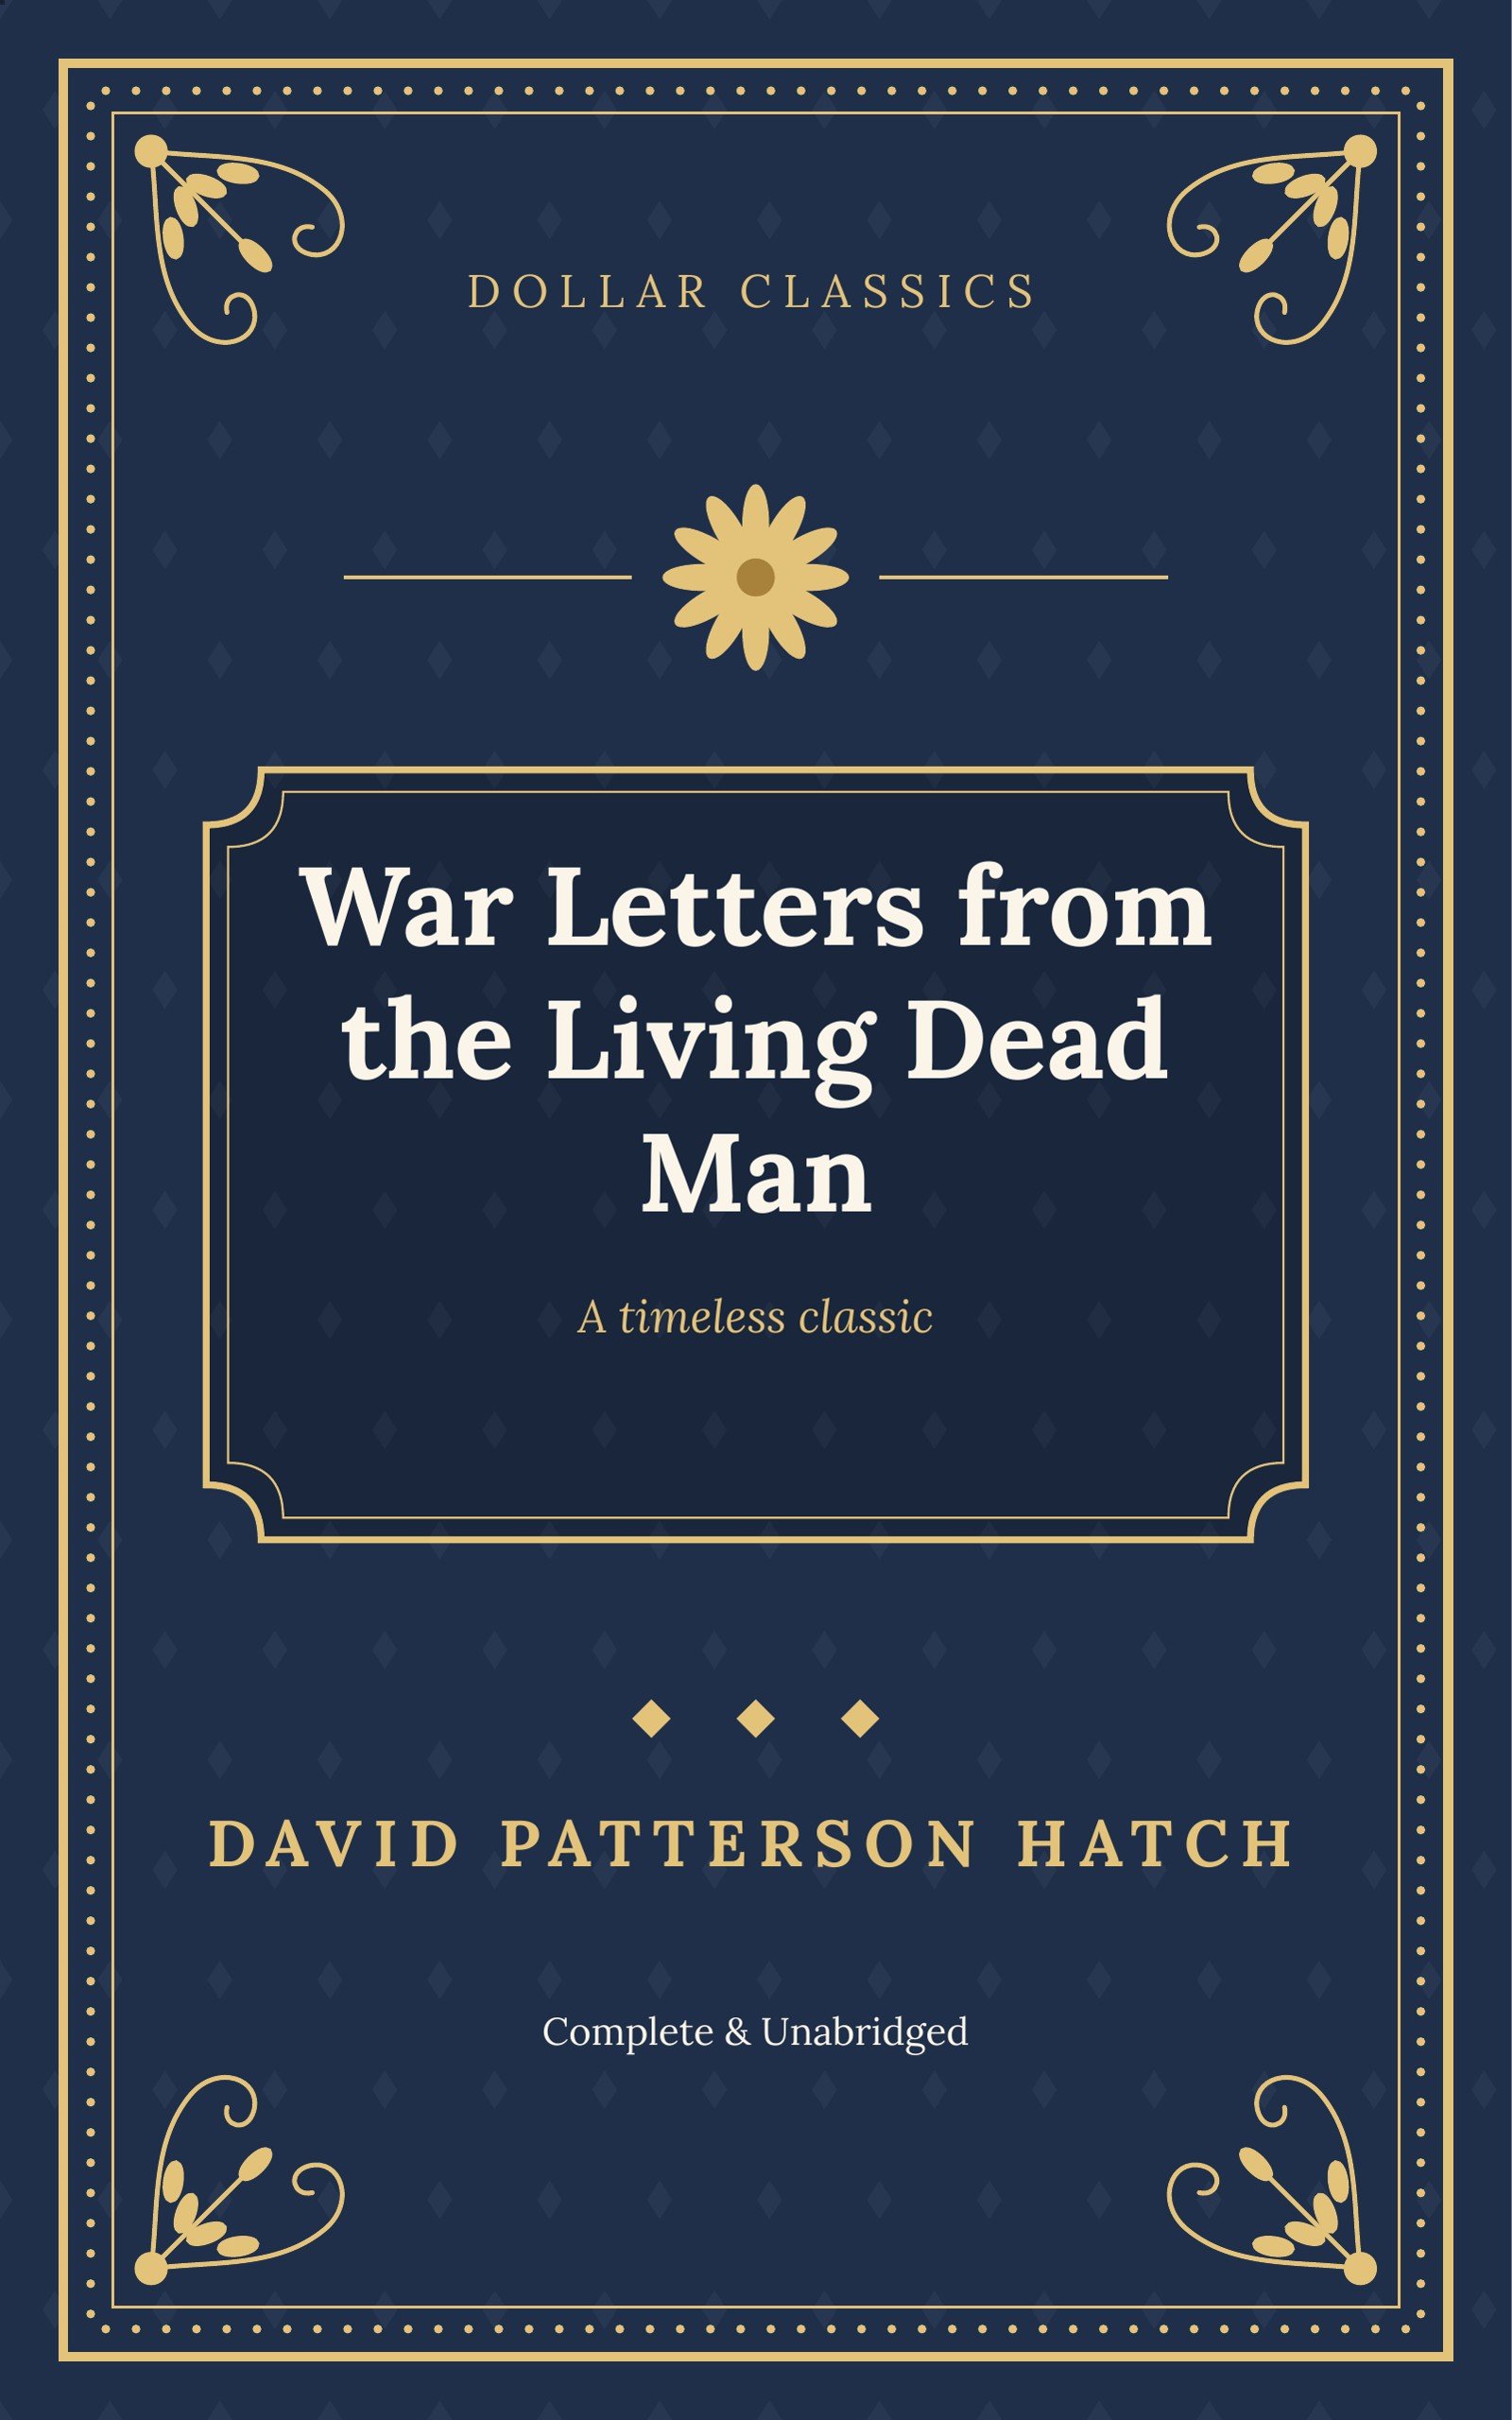 DOLLAR CLASSICS
War Letters from
the Living Dead
Man
A timeless classic
DAVID PATTERSON HATCH
Complete & Unabridged